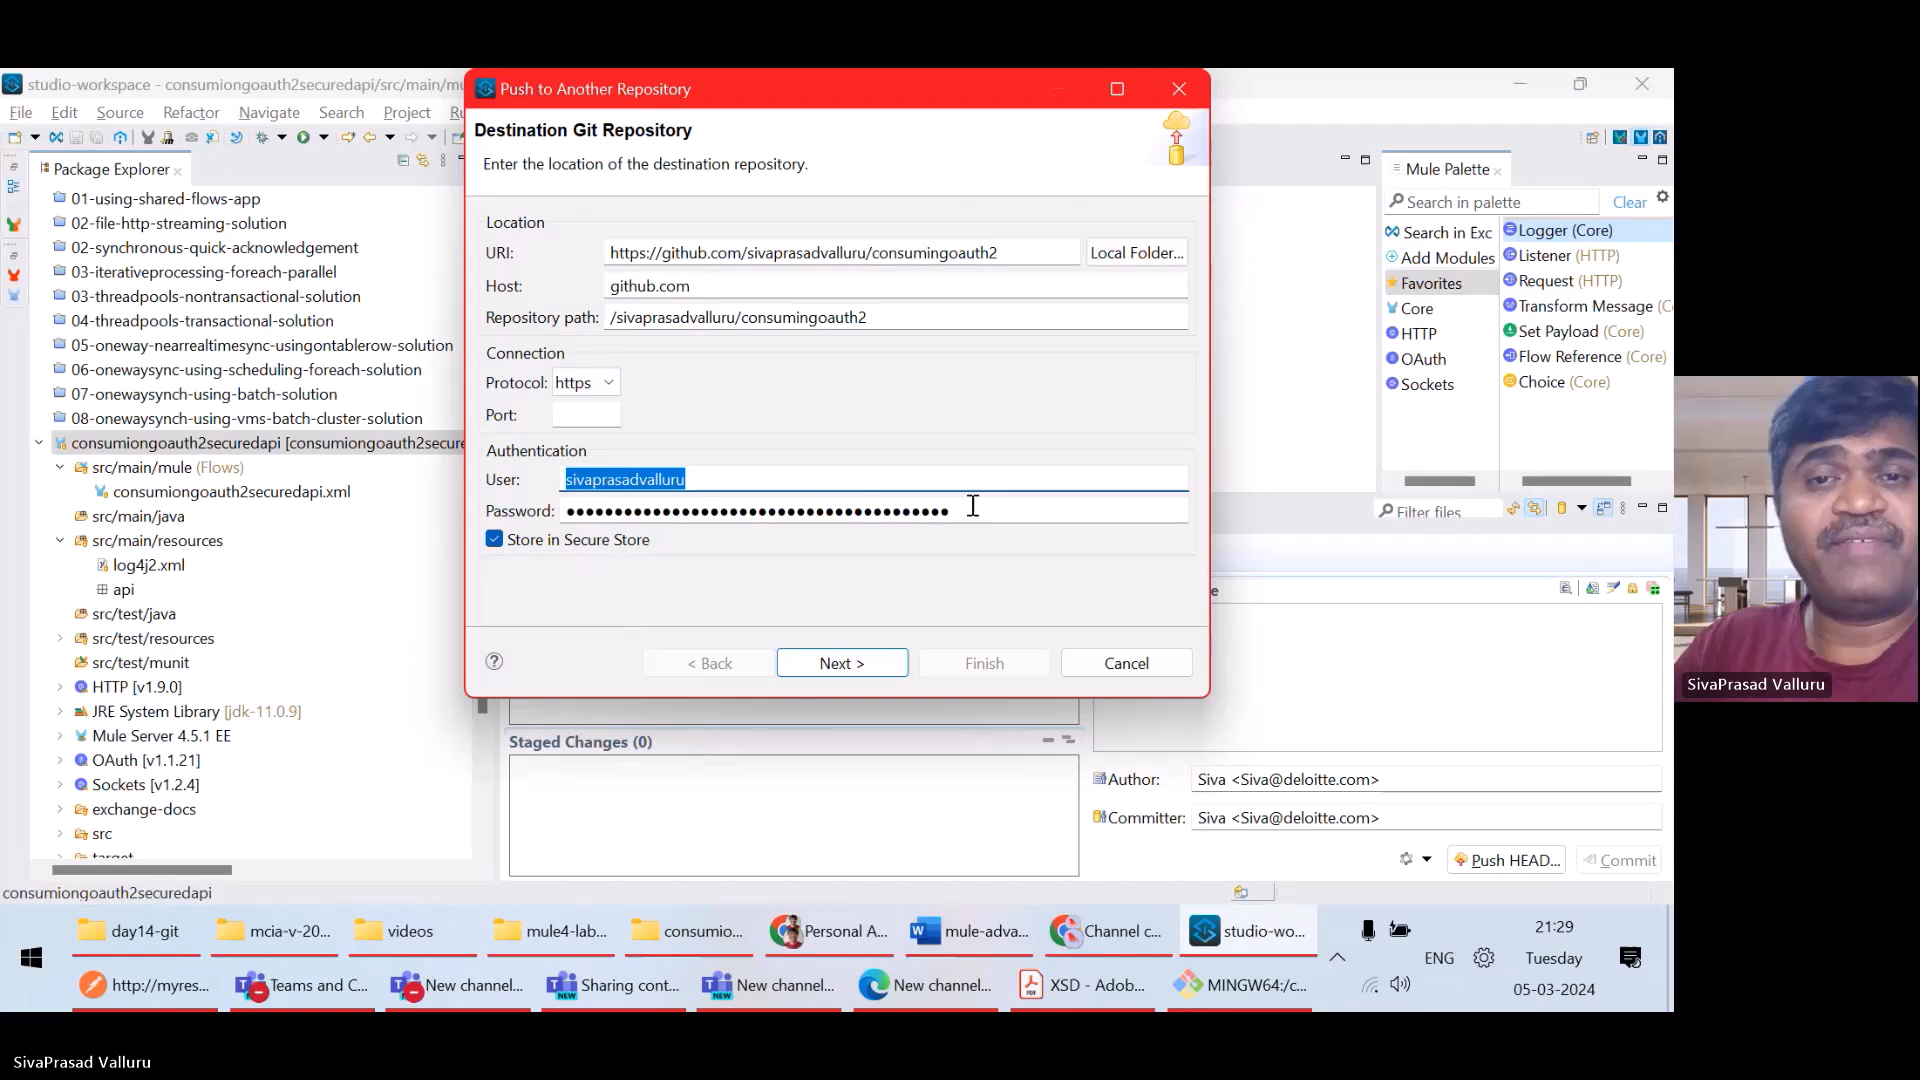 studio-workspace - consumiongoauth2securedapi/src/main/mu
File Edit Source Refactor Navigate Search Project
Package Explorer
01-using-shared-flows-app
02-file-http-streaming-solution
02-synchronous-quick-acknowledgement
03-iterativeprocessing-foreach-parallel
03-threadpools-nontransactional-solution
04-threadpools-transactional-solution
05-oneway-nearrealtimesync-usingontablerow-solution
06-onewaysync-using-scheduling-foreach-solution
07-onewaysynch-using-batch-solution
08-onewaysynch-using-vms-batch-cluster-solution
consumiongoauth2securedapi [consumiongoauth2secure
src/main/mule (Flows)
consumiongoauth2securedapi.xml
src/main/java
src/main/resources
log4j2.xml
api
src/test/java
src/test/resources
src/test/munit
HTTP [v1.9.0]
JRE System Library [jdk-11.0.9]
Mule Server 4.5.1 EE
OAuth [v1.1.21]
Sockets [v1.2.4]
exchange-docs
src
target
consumiongoauth2securedapi
Push to Another Repository
Destination Git Repository
Enter the location of the destination repository.
Location
URI: https://github.com/sivaprasadvalluru/consumingoauth2 Local Folder...
Host: github.com
Repository path: /sivaprasadvalluru/consumingoauth2
Connection
Protocol: https
Port:
Authentication
User: sivaprasadvalluru
Password: ●●●●●●●●●●●●●●●●●●●●●●●●●●●●●●●●●●●●●●●●
Store in Secure Store
< Back Next > Finish Cancel
Staged Changes (0)
Mule Palette
Search in palette Clear
Search in Exc
Add Modules
Favorites
Core
HTTP
OAuth
Sockets
Logger (Core)
Listener (HTTP)
Request (HTTP)
Transform Message (C
Set Payload (Core)
Flow Reference (Core)
Choice (Core)
Filter files
Author: Siva <Siva@deloitte.com>
Committer: Siva <Siva@deloitte.com>
Push HEAD... Commit
day14-git mcia-v-20... videos mule4-lab... consumio... Personal A... mule-adva... Channel c... studio-wo...
http://myres... Teams and C... New channel... Sharing cont... New channel... New channel... XSD - Adob... MINGW64:/c...
ENG
21:29
Tuesday
05-03-2024
SivaPrasad Valluru
SivaPrasad Valluru